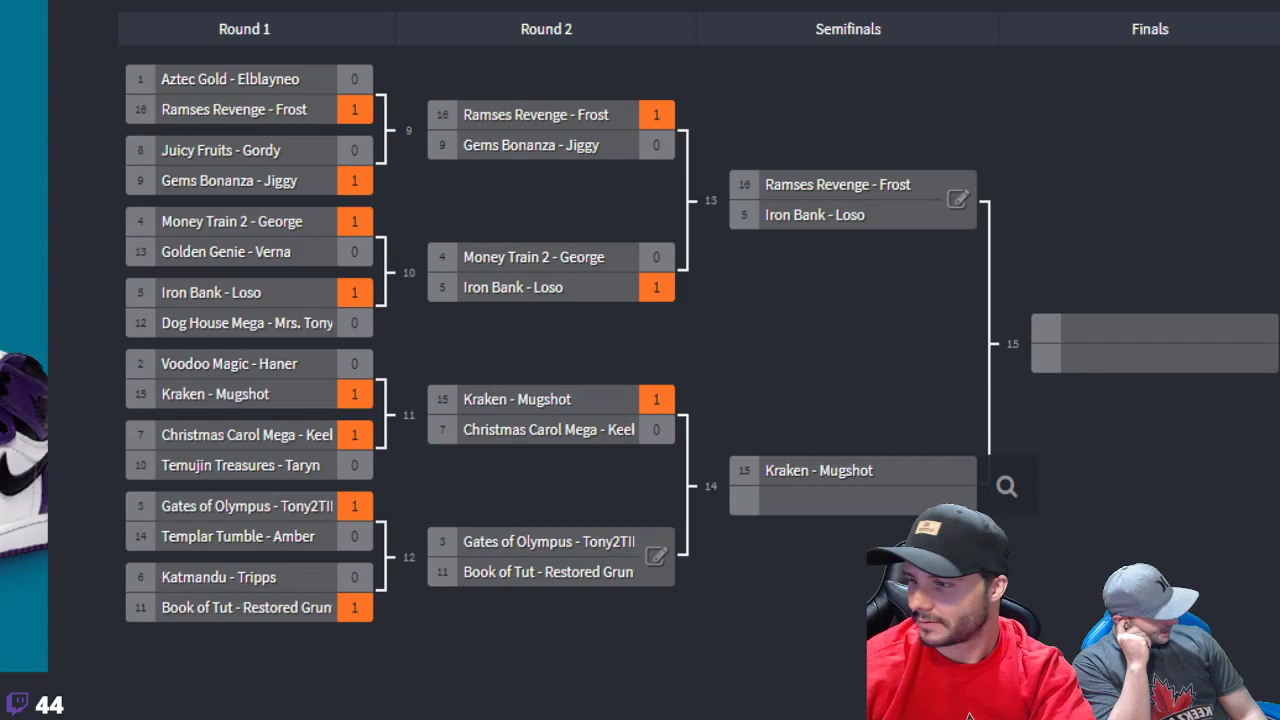 Round 1
Round 2
Semifinals
Finals
1 Aztec Gold - Elblayneo 0
16 Ramses Revenge - Frost 1
8 Juicy Fruits - Gordy 0
9 Gems Bonanza - Jiggy 1
9
4 Money Train 2 - George 1
13 Golden Genie - Verna 0
5 Iron Bank - Loso 1
12 Dog House Mega - Mrs. Tony 0
10
2 Voodoo Magic - Haner 0
15 Kraken - Mugshot 1
7 Christmas Carol Mega - Keel 1
10 Temujin Treasures - Taryn 0
11
3 Gates of Olympus - Tony2TII 1
14 Templar Tumble - Amber 0
6 Katmandu - Tripps 0
11 Book of Tut - Restored Grun 1
12
16 Ramses Revenge - Frost 1
9 Gems Bonanza - Jiggy 0
4 Money Train 2 - George 0
5 Iron Bank - Loso 1
13
15 Kraken - Mugshot 1
7 Christmas Carol Mega - Keel 0
3 Gates of Olympus - Tony2TII
11 Book of Tut - Restored Grun
14
16 Ramses Revenge - Frost
5 Iron Bank - Loso
15 Kraken - Mugshot
15
44